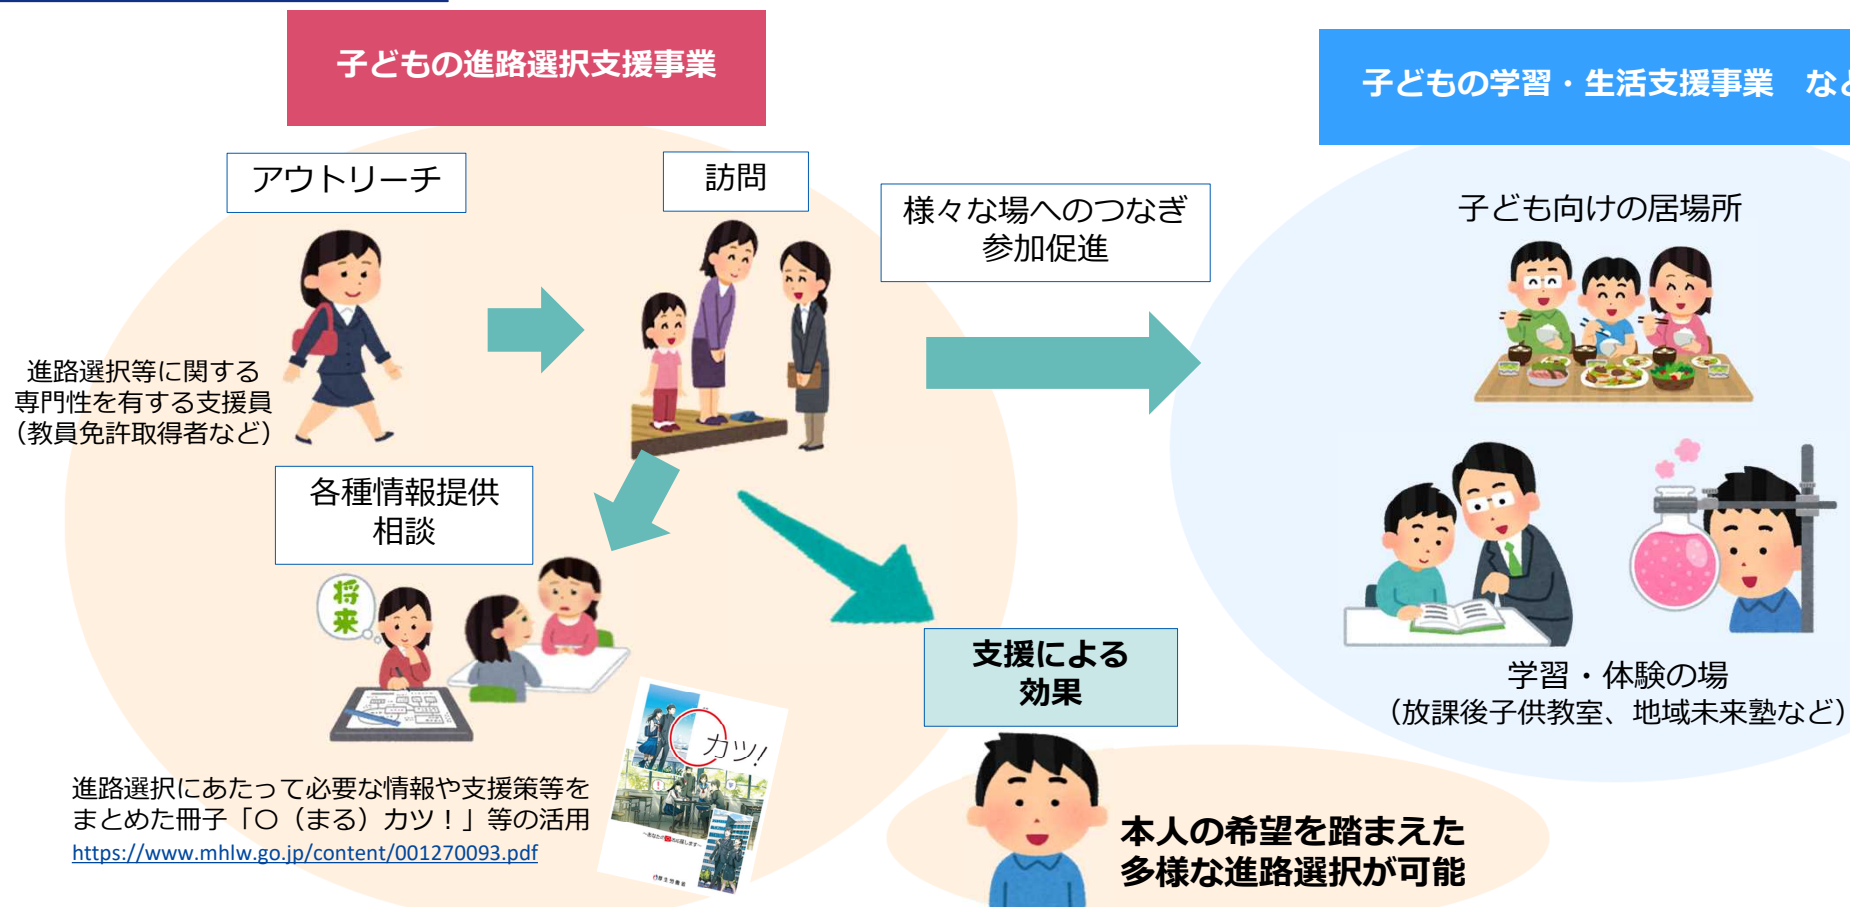 子どもの進路選択支援事業
子どもの学習・生活支援事業　など
アウトリーチ
訪問
様々な場へのつなぎ
参加促進
子ども向けの居場所
進路選択等に関する
専門性を有する支援員
（教員免許取得者など）
各種情報提供
相談
将
来
支援による
効果
学習・体験の場
（放課後子供教室、地域未来塾など）
カツ！
厚生労働省
進路選択にあたって必要な情報や支援策等を
まとめた冊子「〇（まる）カツ！」等の活用
https://www.mhlw.go.jp/content/001270093.pdf
本人の希望を踏まえた
多様な進路選択が可能